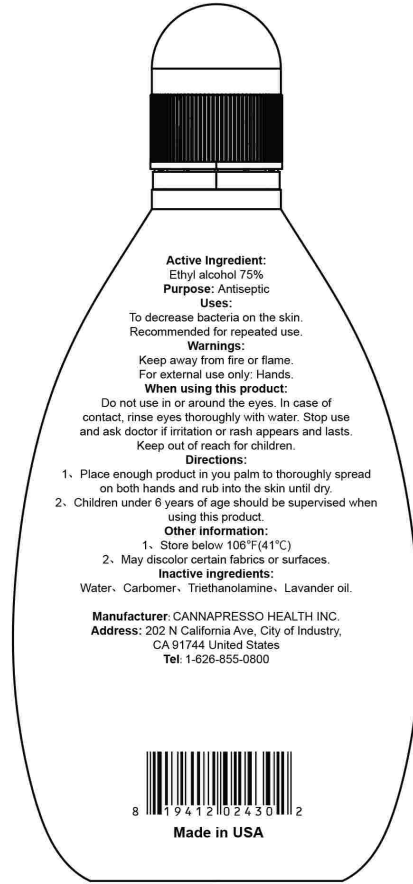 Active Ingredient:
Ethyl alcohol 75%
Purpose: Antiseptic
Uses:
To decrease bacteria on the skin.
Recommended for repeated use.
Warnings:
Keep away from fire or flame.
For external use only: Hands.
When using this product:
Do not use in or around the eyes. In case of
contact, rinse eyes thoroughly with water. Stop use
and ask doctor if irritation or rash appears and lasts.
Keep out of reach for children.
Directions:
1、Place enough product in you palm to thoroughly spread
on both hands and rub into the skin until dry.
2、Children under 6 years of age should be supervised when
using this product.
Other information:
1、Store below 106°F(41℃)
2、May discolor certain fabrics or surfaces.
Inactive ingredients:
Water、Carbomer、Triethanolamine、Lavander oil.
Manufacturer: CANNAPRESSO HEALTH INC.
Address: 202 N California Ave, City of Industry,
CA 91744 United States
Tel: 1-626-855-0800
8 19412 02430 2
Made in USA